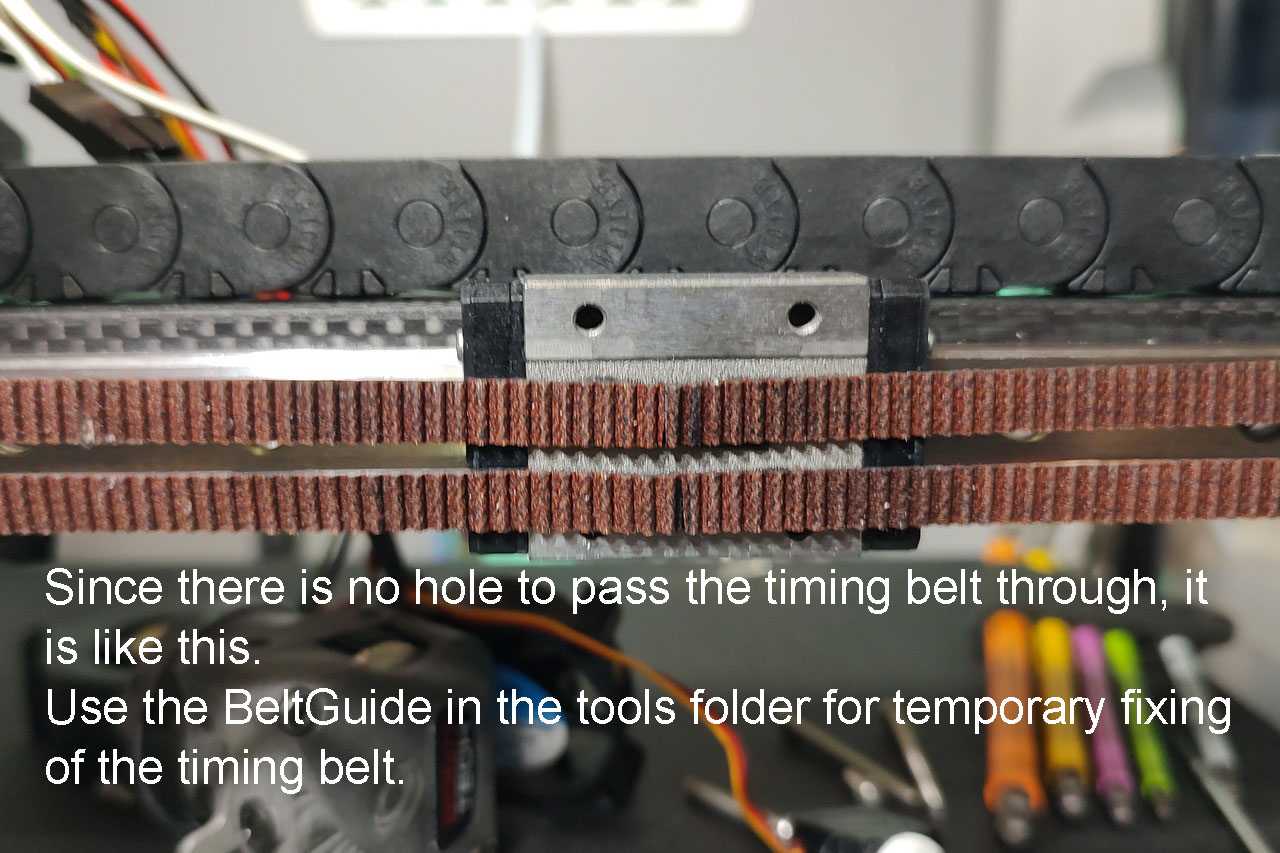 Since there is no hole to pass the timing belt through, it
is like this.
Use the BeltGuide in the tools folder for temporary fixing
of the timing belt.